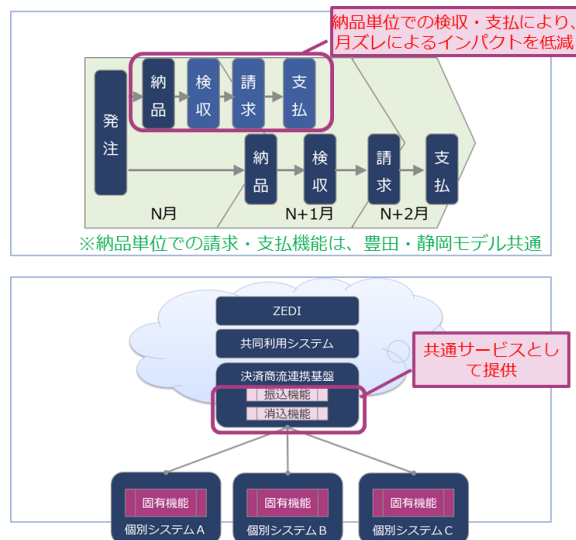 納品単位での検収・支払により、
月ズレによるインパクトを低減
発注
納品
検収
請求
支払
納品
検収
請求
支払
N月
N+1月
N+2月
※納品単位での請求・支払機能は、豊田・静岡モデル共通
ZEDI
共同利用システム
決済商流連携基盤
振込機能
消込機能
共通サービスとし
て提供
固有機能
固有機能
固有機能
個別システムA
個別システムB
個別システムC